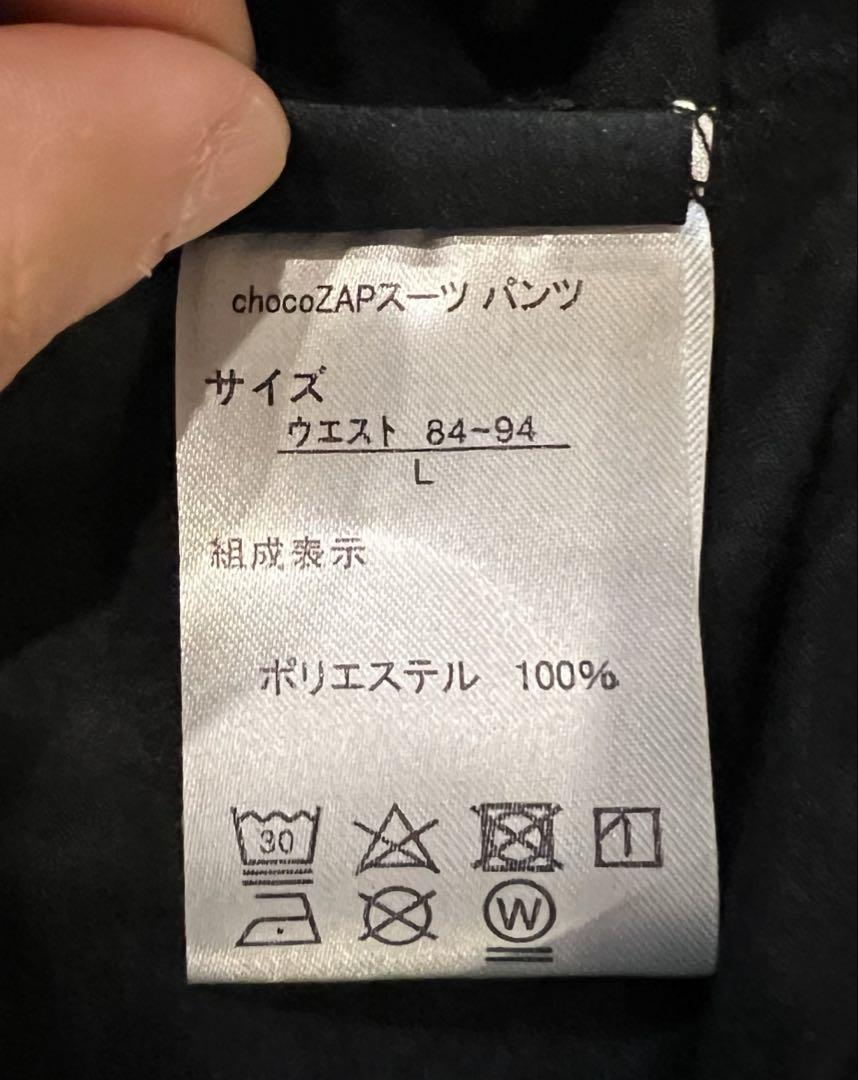 chocoZAPスーツ パンツ
サイズ
ウエスト 84-94
L
組成表示
ポリエステル 100%
30
W